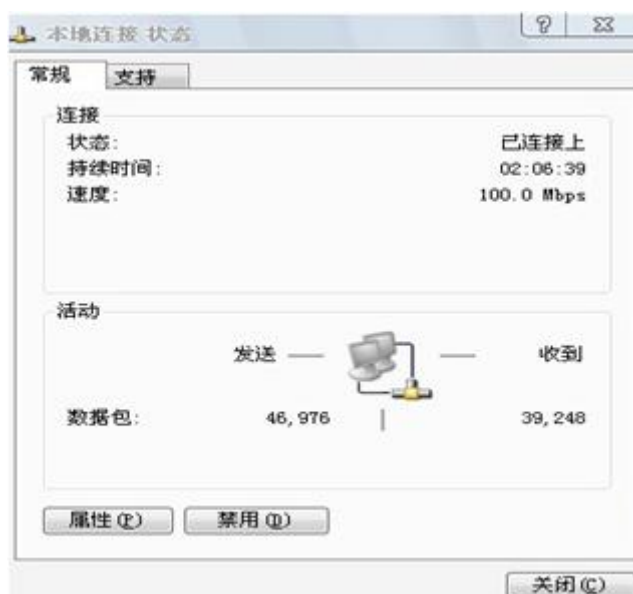 本地连接 状态
常规 支持
连接
状态: 已连接上
持续时间: 02:06:39
速度: 100.0 Mbps
活动
发送 收到
数据包: 46,976 39,248
属性(P) 禁用(D)
关闭(C)